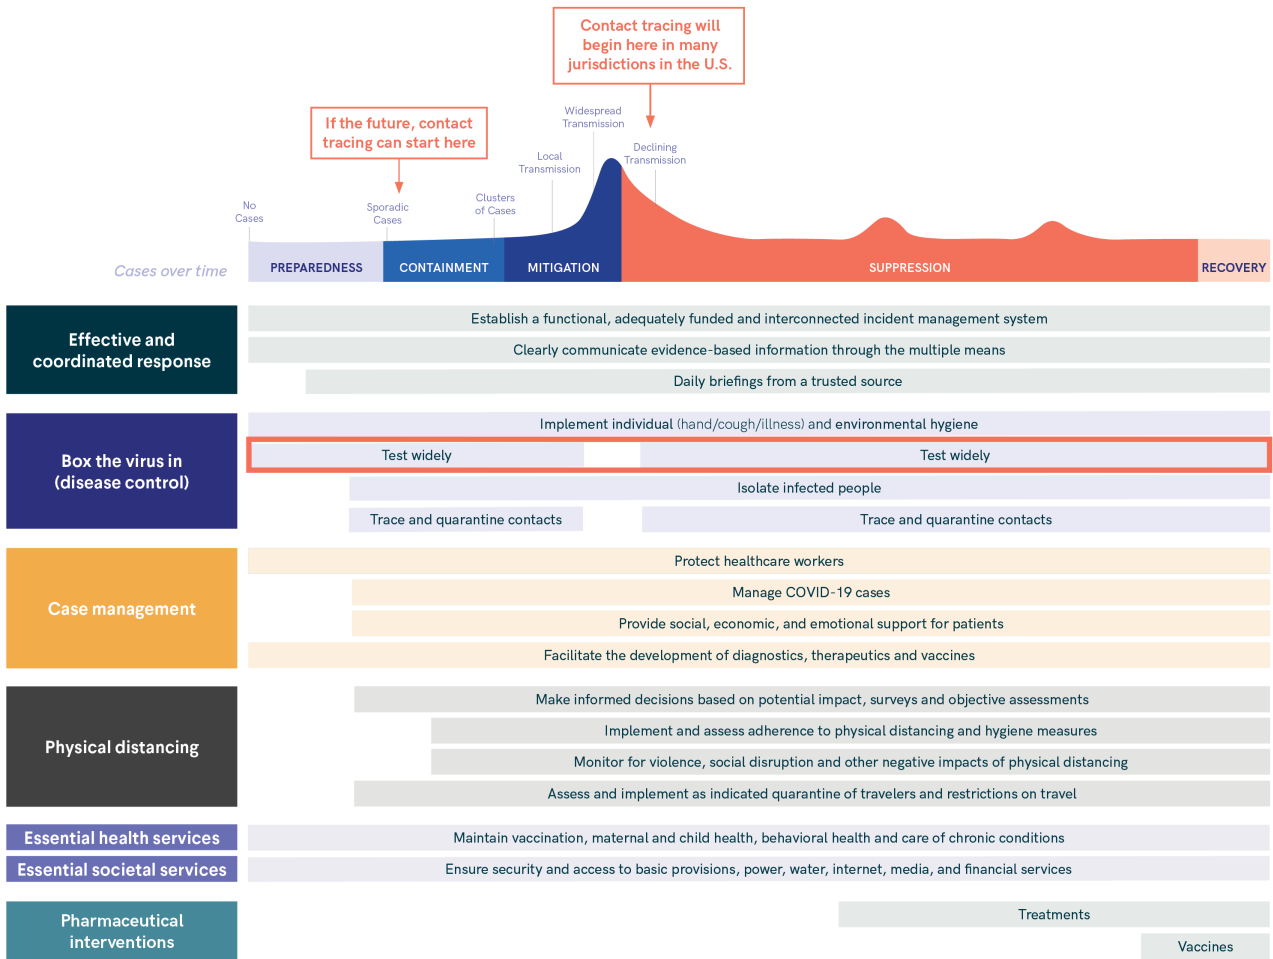 Contact tracing will
begin here in many
jurisdictions in the U.S.
If the future, contact
tracing can start here
Widespread
Transmission
Local
Transmission
Declining
Transmission
Clusters
of Cases
No
Cases
Sporadic
Cases
Cases over time
PREPAREDNESS
CONTAINMENT
MITIGATION
SUPPRESSION
RECOVERY
Effective and
coordinated response
Establish a functional, adequately funded and interconnected incident management system
Clearly communicate evidence-based information through the multiple means
Daily briefings from a trusted source
Box the virus in
(disease control)
Implement individual (hand/cough/illness) and environmental hygiene
Test widely
Test widely
Isolate infected people
Trace and quarantine contacts
Trace and quarantine contacts
Case management
Protect healthcare workers
Manage COVID-19 cases
Provide social, economic, and emotional support for patients
Facilitate the development of diagnostics, therapeutics and vaccines
Physical distancing
Make informed decisions based on potential impact, surveys and objective assessments
Implement and assess adherence to physical distancing and hygiene measures
Monitor for violence, social disruption and other negative impacts of physical distancing
Assess and implement as indicated quarantine of travelers and restrictions on travel
Essential health services
Maintain vaccination, maternal and child health, behavioral health and care of chronic conditions
Essential societal services
Ensure security and access to basic provisions, power, water, internet, media, and financial services
Pharmaceutical
interventions
Treatments
Vaccines